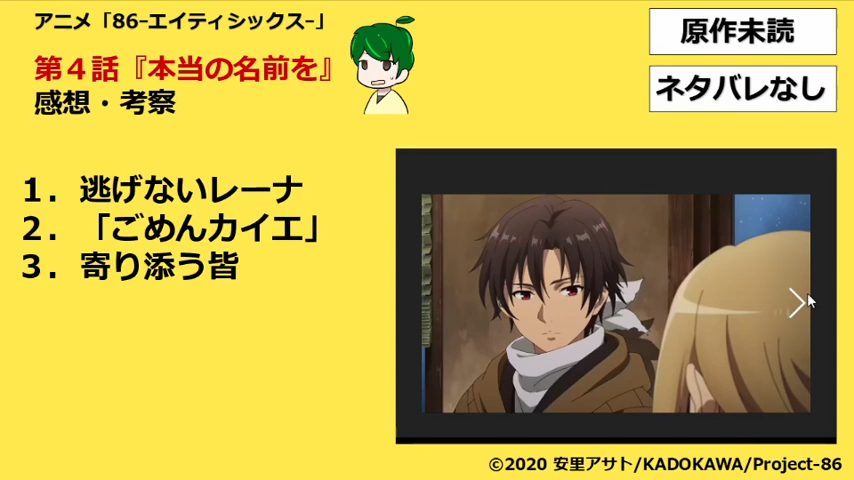 アニメ「86-エイティシックス-」
第４話『本当の名前を』
感想・考察
原作未読
ネタバレなし
１．逃げないレーナ
２．「ごめんカイエ」
３．寄り添う皆
©2020 安里アサト/KADOKAWA/Project-86